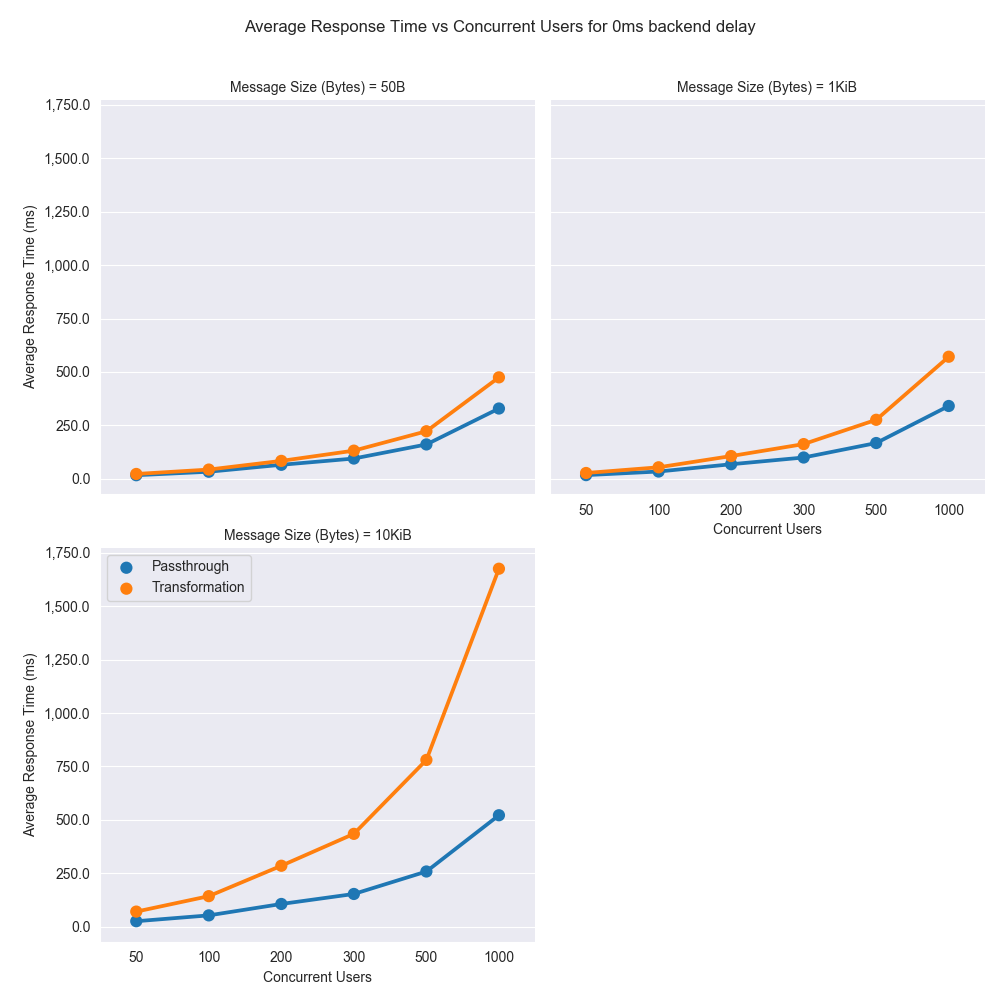 Average Response Time vs Concurrent Users for 0ms backend delay
Message Size (Bytes) = 50B
1,750.0
1,500.0
1,250.0
1,000.0
750.0
500.0
250.0
0.0
Average Response Time (ms)
Message Size (Bytes) = 1KiB
50 100 200 300 500 1000
Concurrent Users
Message Size (Bytes) = 10KiB
Passthrough
Transformation
1,750.0
1,500.0
1,250.0
1,000.0
750.0
500.0
250.0
0.0
Average Response Time (ms)
50 100 200 300 500 1000
Concurrent Users